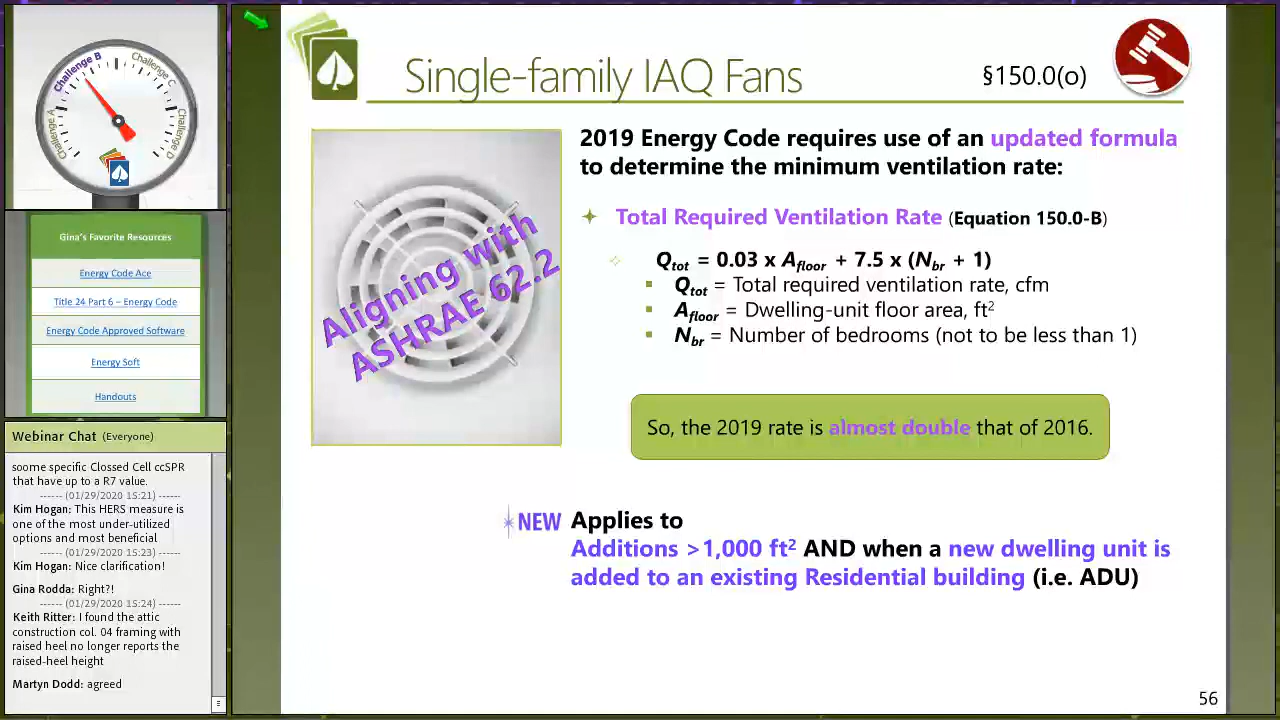 Challenge A
Challenge B
Challenge C
Challenge D
Gina's Favorite Resources
Energy Code Ace
Title 24 Part 6 – Energy Code
Energy Code Approved Software
Energy Soft
Handouts
Webinar Chat (Everyone)
soome specific Clossed Cell ccSPR
that have up to a R7 value.
------ (01/29/2020 15:21) ------
Kim Hogan: This HERS measure is
one of the most under-utilized
options and most beneficial
------ (01/29/2020 15:23) ------
Kim Hogan: Nice clarification!
Gina Rodda: Right?!
------ (01/29/2020 15:24) ------
Keith Ritter: I found the attic
construction col. 04 framing with
raised heel no longer reports the
raised-heel height
Martyn Dodd: agreed
Single-family IAQ Fans
§150.0(o)
Aligning with
ASHRAE 62.2
2019 Energy Code requires use of an updated formula
to determine the minimum ventilation rate:
Total Required Ventilation Rate (Equation 150.0-B)
Qtot = 0.03 x Afloor + 7.5 x (Nbr + 1)
Qtot = Total required ventilation rate, cfm
Afloor = Dwelling-unit floor area, ft²
Nbr = Number of bedrooms (not to be less than 1)
So, the 2019 rate is almost double that of 2016.
NEW Applies to
Additions >1,000 ft² AND when a new dwelling unit is
added to an existing Residential building (i.e. ADU)
56